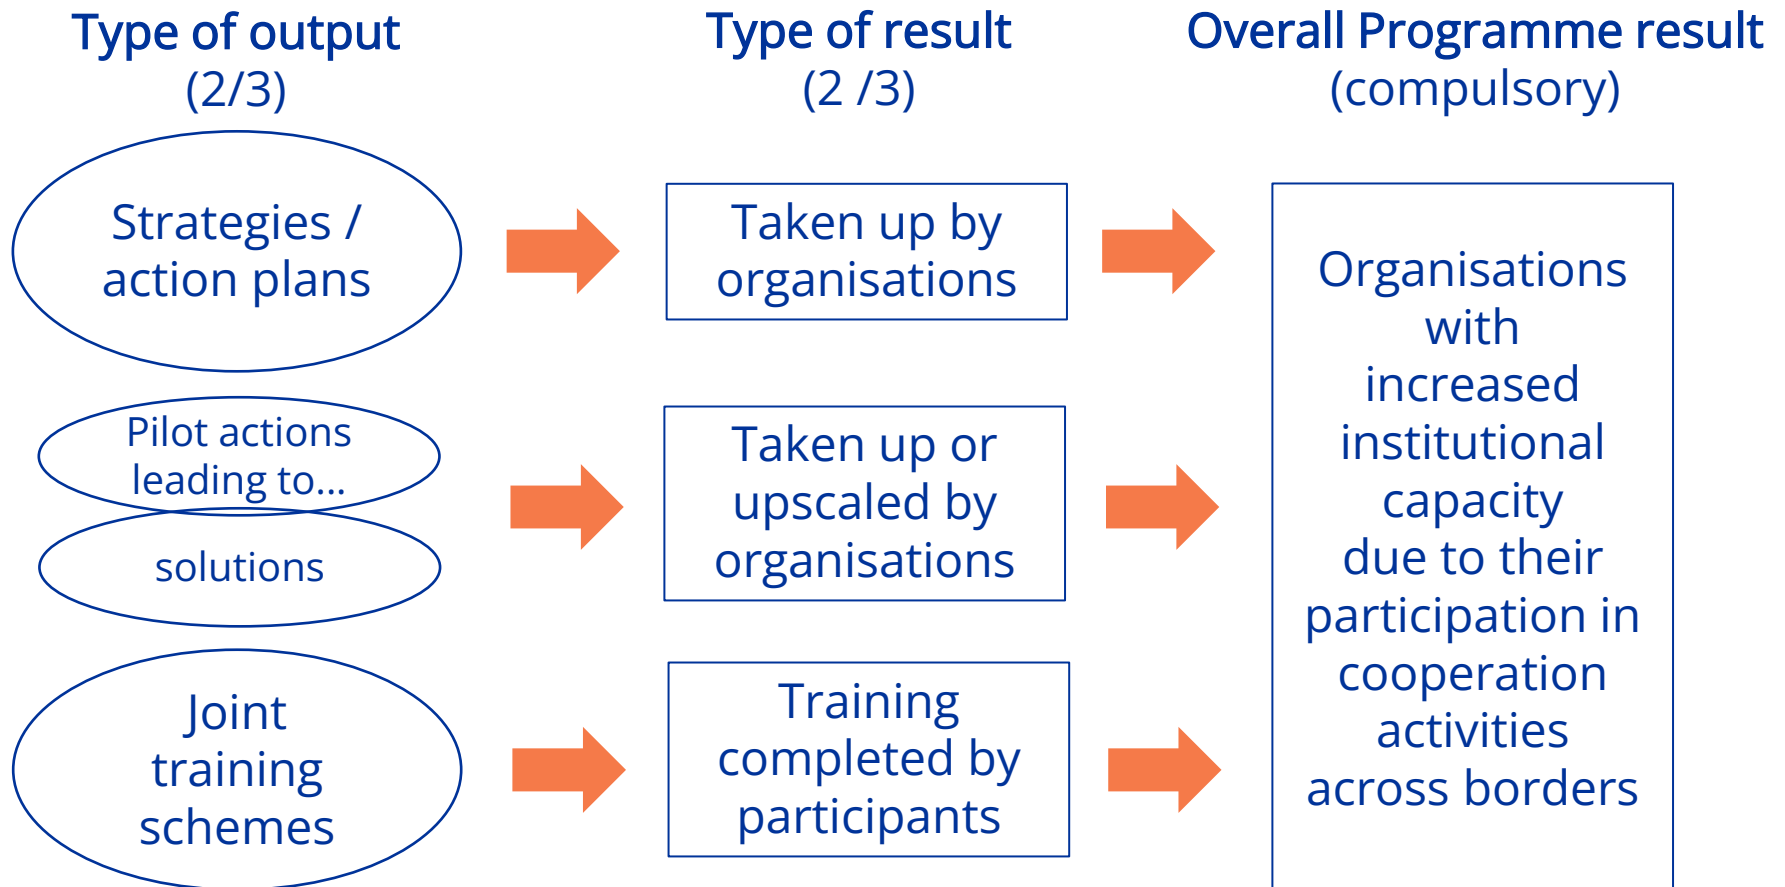 Type of output
(2/3)
Type of result
(2 /3)
Overall Programme result
(compulsory)
Strategies /
action plans
Taken up by
organisations
Pilot actions
leading to...
solutions
Taken up or
upscaled by
organisations
Joint
training
schemes
Training
completed by
participants
Organisations
with
increased
institutional
capacity
due to their
participation in
cooperation
activities
across borders